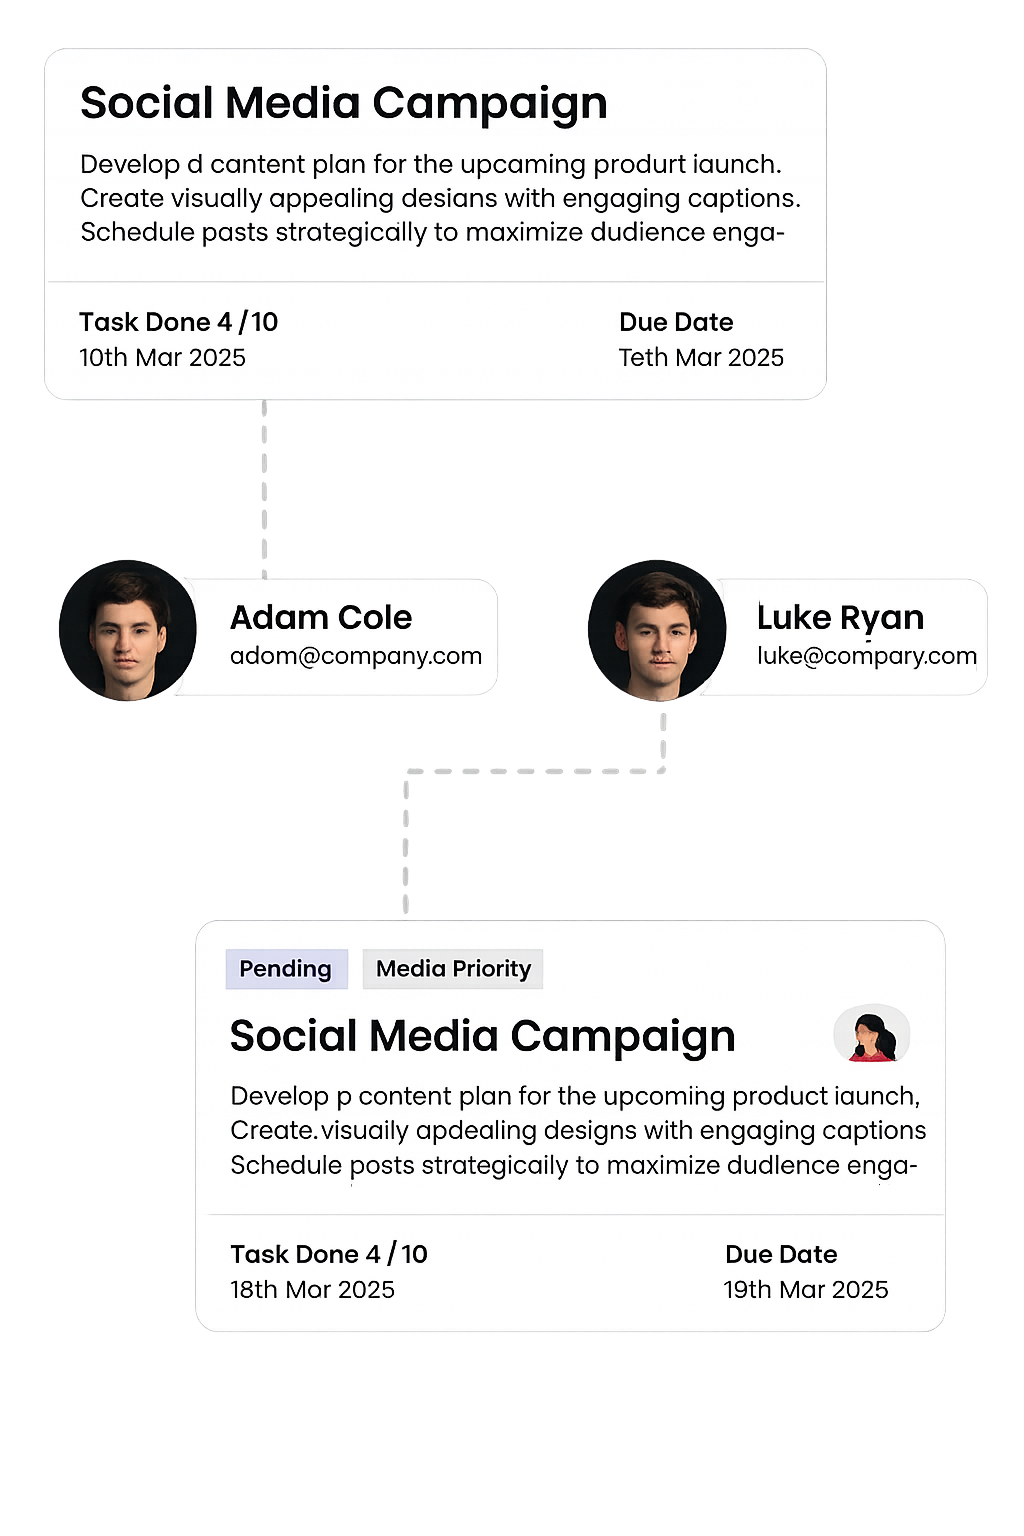 Social Media Campaign
Develop d cantent plan for the upcaming produrt iaunch.
Create visually appealing desians with engaging captions.
Schedule pasts strategically to maximize dudience enga-
Task Done 4 / 10
Due Date
10th Mar 2025
Teth Mar 2025
Adam Cole
adom@company.com
Luke Ryan
luke@compary.com
Pending
Media Priority
Social Media Campaign
Develop p content plan for the upcoming product iaunch,
Create.visuaily apdealing designs with engaging captions
Schedule posts strategicaily to maximize dudlence enga-
Task Done 4 / 10
Due Date
18th Mor 2025
19th Mar 2025